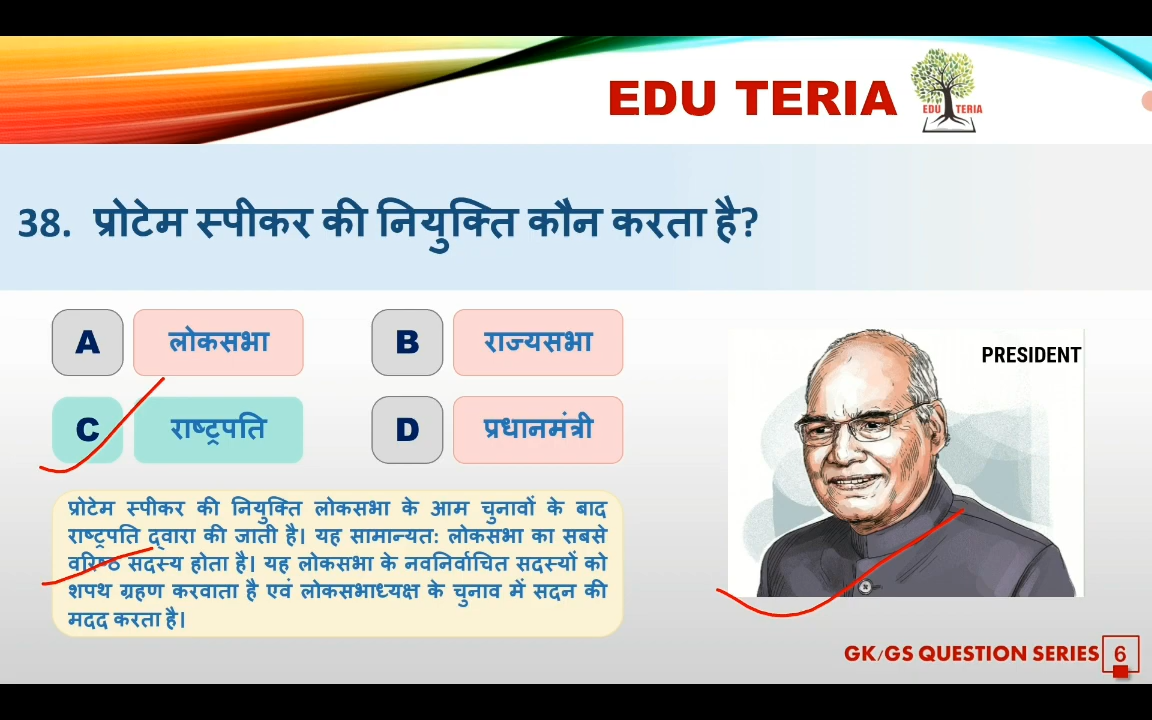 EDU TERIA
EDU TERIA
38. प्रोटेम स्पीकर की नियुक्ति कौन करता है?
A लोकसभा
B राज्यसभा
C राष्ट्रपति
D प्रधानमंत्री
PRESIDENT
प्रोटेम स्पीकर की नियुक्ति लोकसभा के आम चुनावों के बाद
राष्ट्रपति द्वारा की जाती है। यह सामान्यत: लोकसभा का सबसे
वरिष्ठ सदस्य होता है। यह लोकसभा के नवनिर्वाचित सदस्यों को
शपथ ग्रहण करवाता है एवं लोकसभाध्यक्ष के चुनाव में सदन की
मदद करता है।
GK/GS QUESTION SERIES 6